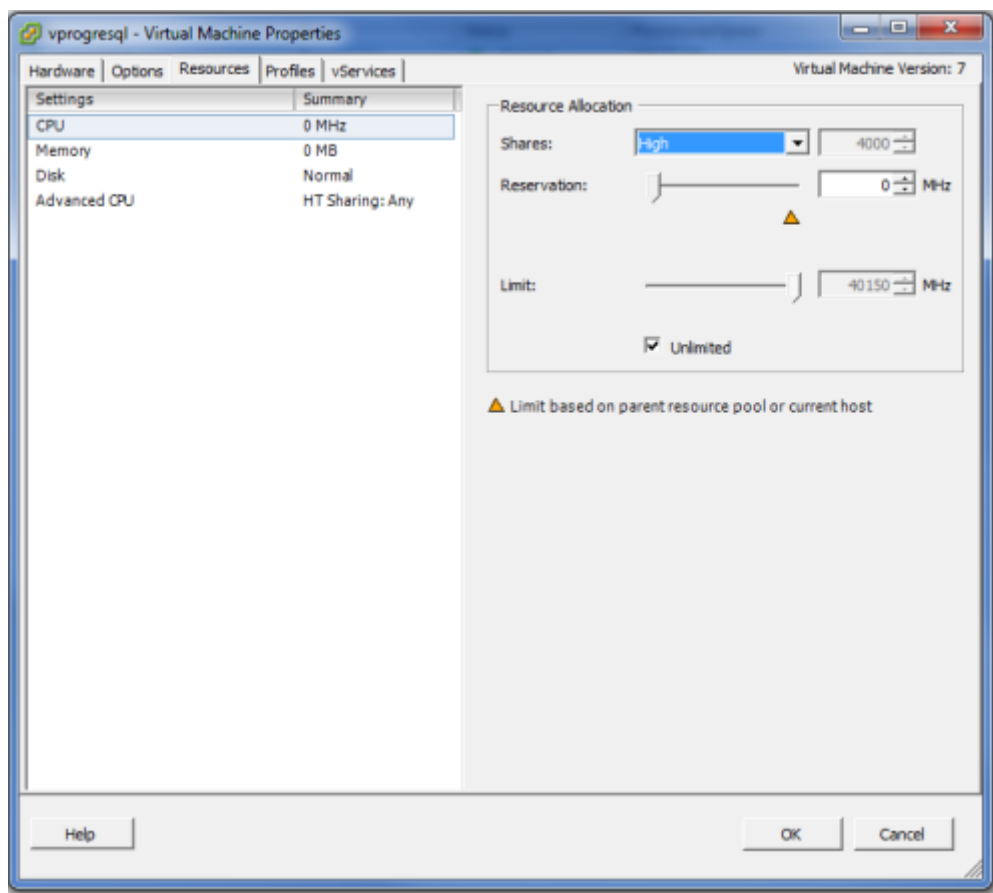 vprogresql - Virtual Machine Properties
Hardware Options Resources Profiles vServices
Virtual Machine Version: 7
Settings Summary
CPU 0 MHz
Memory 0 MB
Disk Normal
Advanced CPU HT Sharing: Any
Resource Allocation
Shares: High 4000
Reservation: 0 MHz
Limit: 40150 MHz
Unlimited
Limit based on parent resource pool or current host
Help OK Cancel